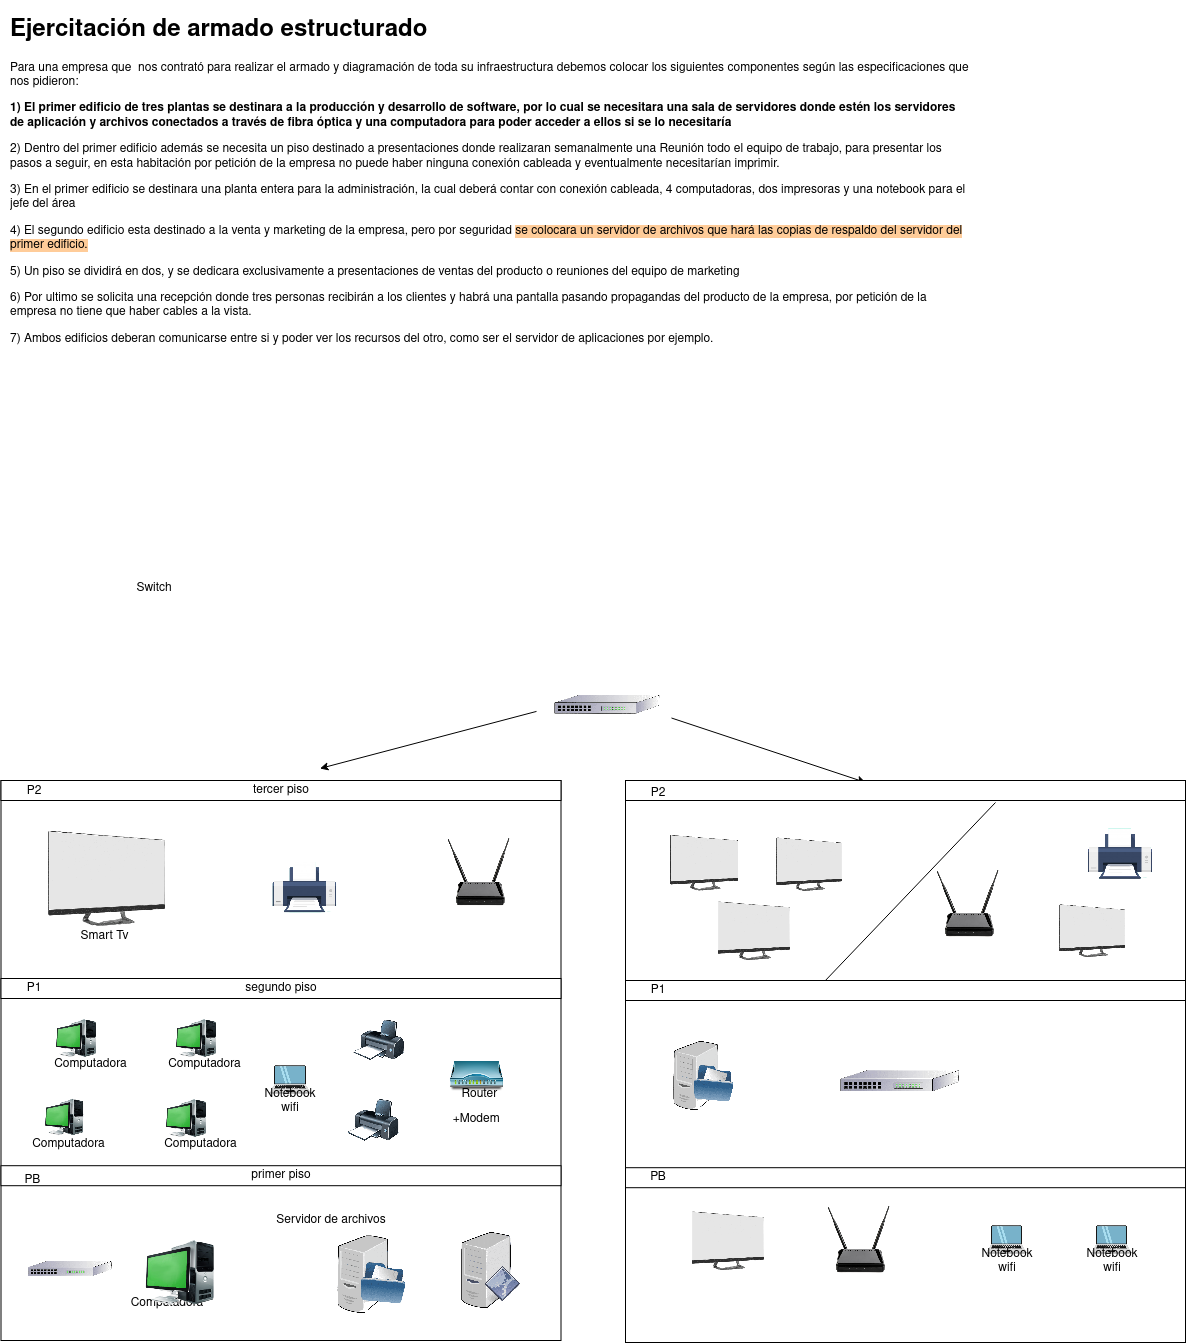 Ejercitación de armado estructurado
Para una empresa que  nos contrató para realizar el armado y diagramación de toda su infraestructura debemos colocar los siguientes componentes según las especificaciones que
nos pidieron:
1) El primer edificio de tres plantas se destinara a la producción y desarrollo de software, por lo cual se necesitara una sala de servidores donde estén los servidores
de aplicación y archivos conectados a través de fibra óptica y una computadora para poder acceder a ellos si se lo necesitaría
2) Dentro del primer edificio además se necesita un piso destinado a presentaciones donde realizaran semanalmente una Reunión todo el equipo de trabajo, para presentar los
pasos a seguir, en esta habitación por petición de la empresa no puede haber ninguna conexión cableada y eventualmente necesitarían imprimir.
3) En el primer edificio se destinara una planta entera para la administración, la cual deberá contar con conexión cableada, 4 computadoras, dos impresoras y una notebook para el
jefe del área
4) El segundo edificio esta destinado a la venta y marketing de la empresa, pero por seguridad se colocara un servidor de archivos que hará las copias de respaldo del servidor del
primer edificio.
5) Un piso se dividirá en dos, y se dedicara exclusivamente a presentaciones de ventas del producto o reuniones del equipo de marketing
6) Por ultimo se solicita una recepción donde tres personas recibirán a los clientes y habrá una pantalla pasando propagandas del producto de la empresa, por petición de la
empresa no tiene que haber cables a la vista.
7) Ambos edificios deberan comunicarse entre si y poder ver los recursos del otro, como ser el servidor de aplicaciones por ejemplo.
Switch
P2
tercer piso
Smart Tv
P1
segundo piso
Computadora
Computadora
Notebook
wifi
Router
+Modem
Computadora
Computadora
PB
primer piso
Servidor de archivos
Computadora
P2
P1
PB
Notebook
wifi
Notebook
wifi